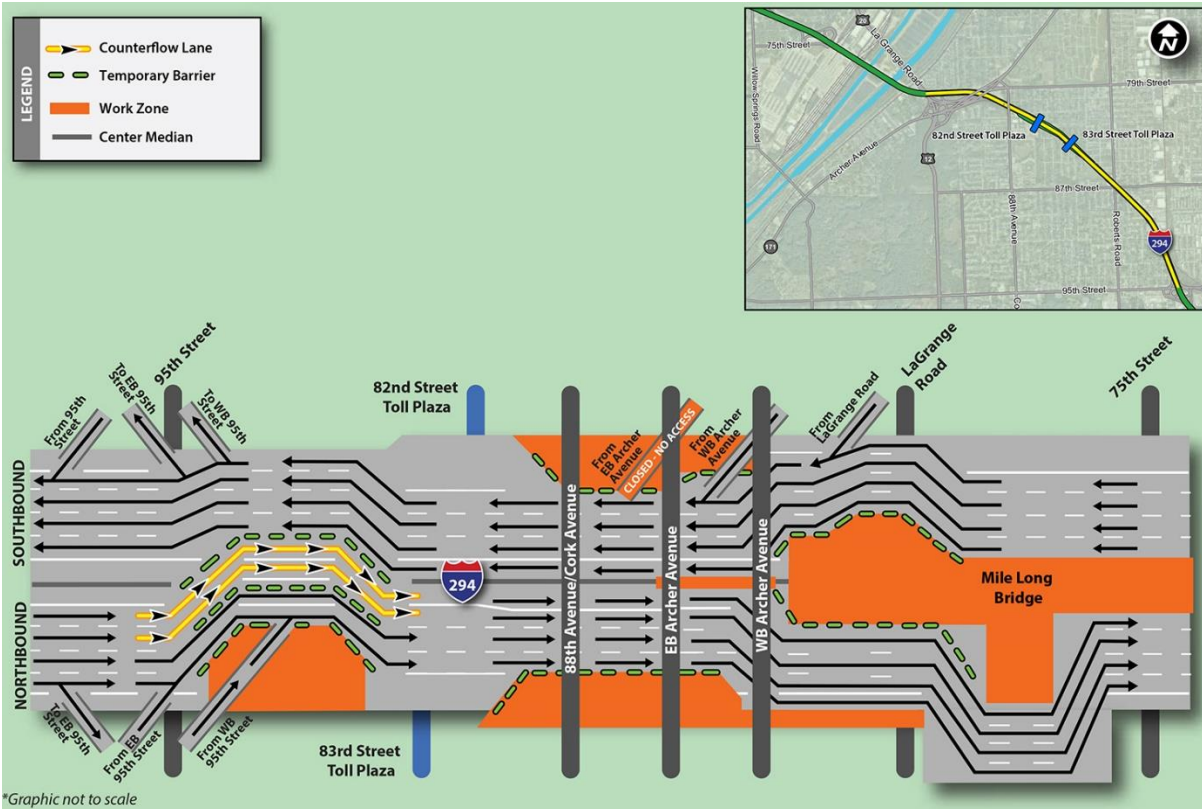 LEGEND
Counterflow Lane
Temporary Barrier
Work Zone
Center Median
20
La Grange Road
75th Street
Willow Springs Road
79th Street
82nd Street
Toll Plaza
83rd Street
Toll Plaza
Archer Avenue
12
87th Street
88th Avenue
Roberts Road
171
294
95th Street
Co
N
95th Street
To EB 95th
Street
To WB 95th
Street
From 95th
Street
82nd Street
Toll Plaza
From EB Archer
Avenue
CLOSED - NO ACCESS
From
WB Archer
Avenue
From
LaGrange Road
LaGrange
Road
75th Street
SOUTHBOUND
NORTHBOUND
294
88th Avenue/Cork Avenue
EB Archer Avenue
WB Archer Avenue
Mile Long
Bridge
To EB 95th
Street
From EB
95th Street
From WB
95th Street
83rd Street
Toll Plaza
*Graphic not to scale